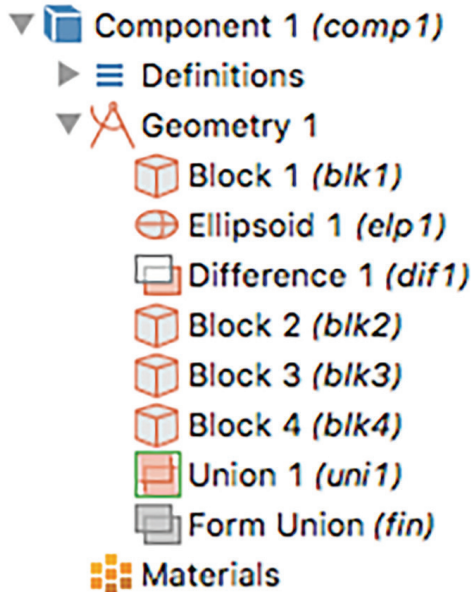 Component 1 (comp1)
Definitions
Geometry 1
Block 1 (blk1)
Ellipsoid 1 (elp1)
Difference 1 (dif1)
Block 2 (blk2)
Block 3 (blk3)
Block 4 (blk4)
Union 1 (uni1)
Form Union (fin)
Materials